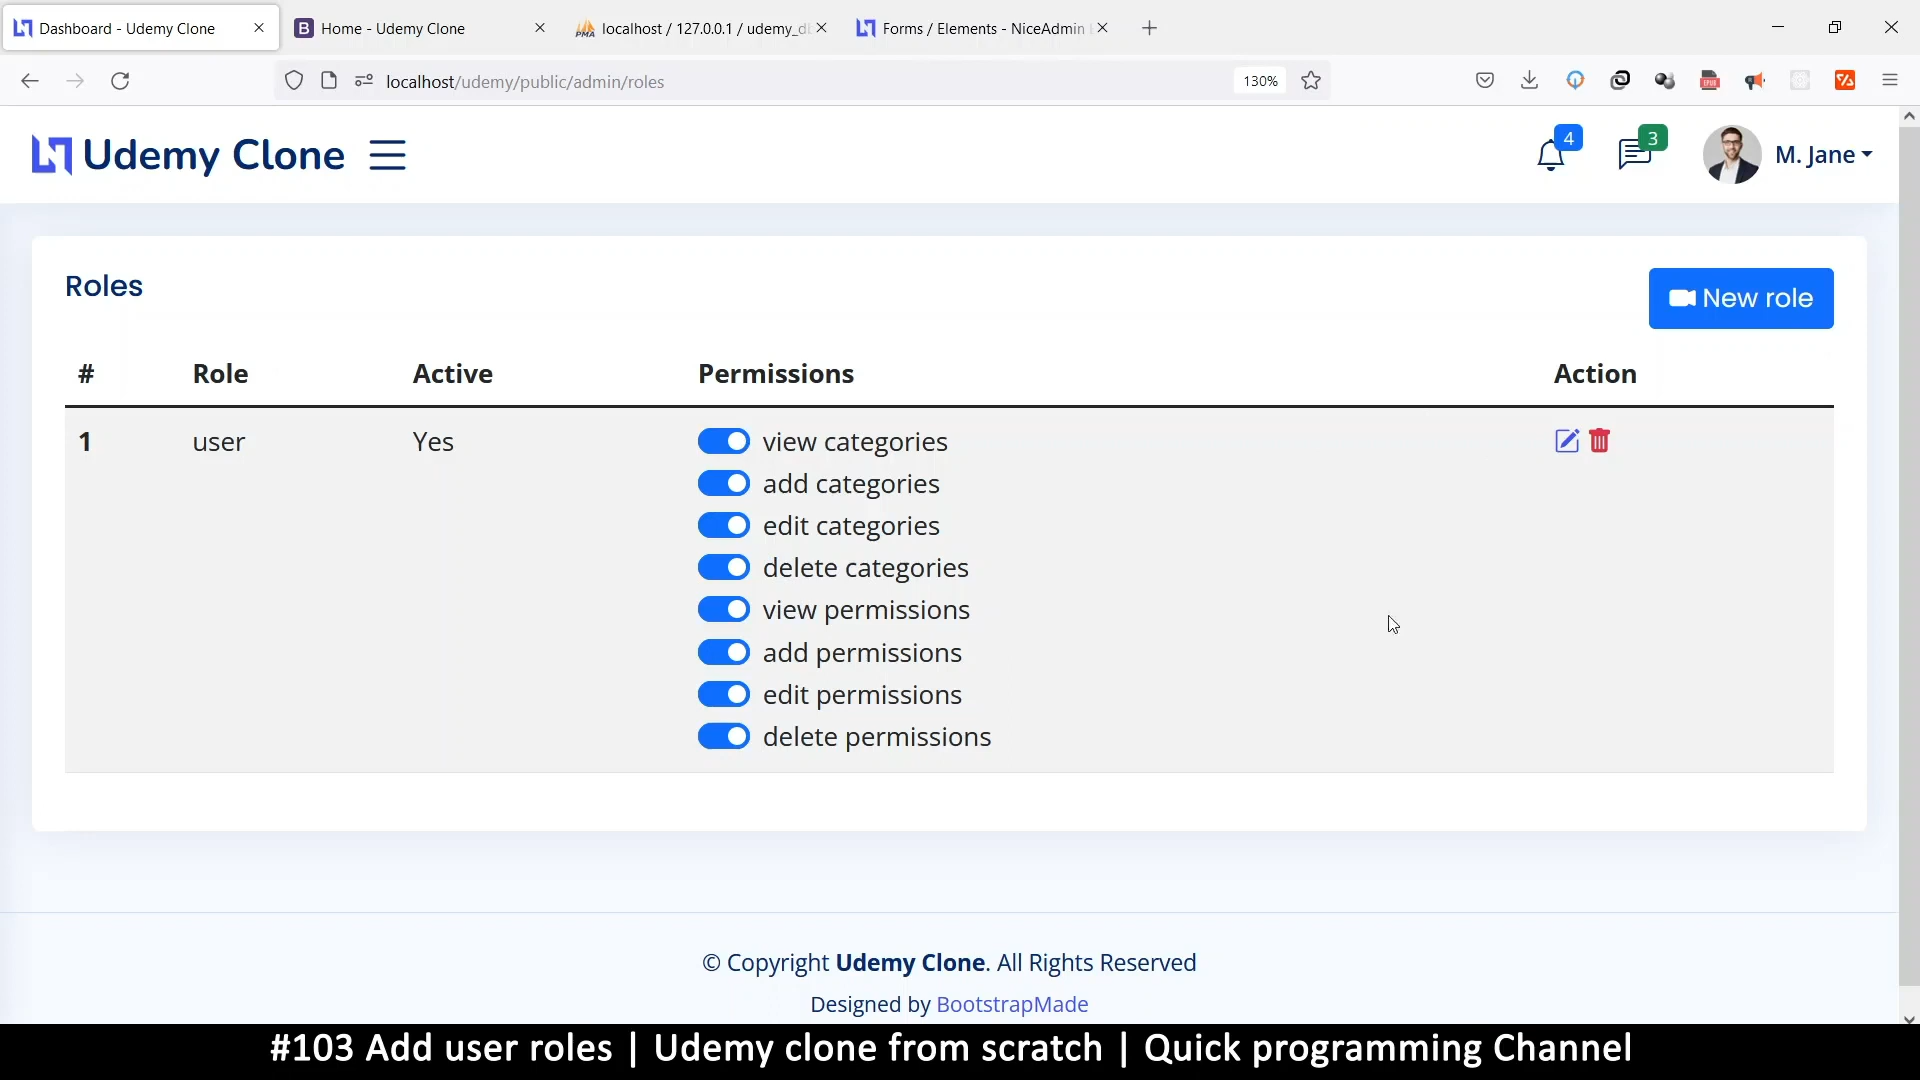 Dashboard - Udemy Clone
Home - Udemy Clone
localhost / 127.0.0.1 / udemy_d
Forms / Elements - NiceAdmin
localhost/udemy/public/admin/roles
130%
Udemy Clone
4
3
M. Jane
Roles
New role
# Role Active Permissions Action
1 user Yes view categories
add categories
edit categories
delete categories
view permissions
add permissions
edit permissions
delete permissions
© Copyright Udemy Clone. All Rights Reserved
Designed by BootstrapMade
#103 Add user roles | Udemy clone from scratch | Quick programming Channel